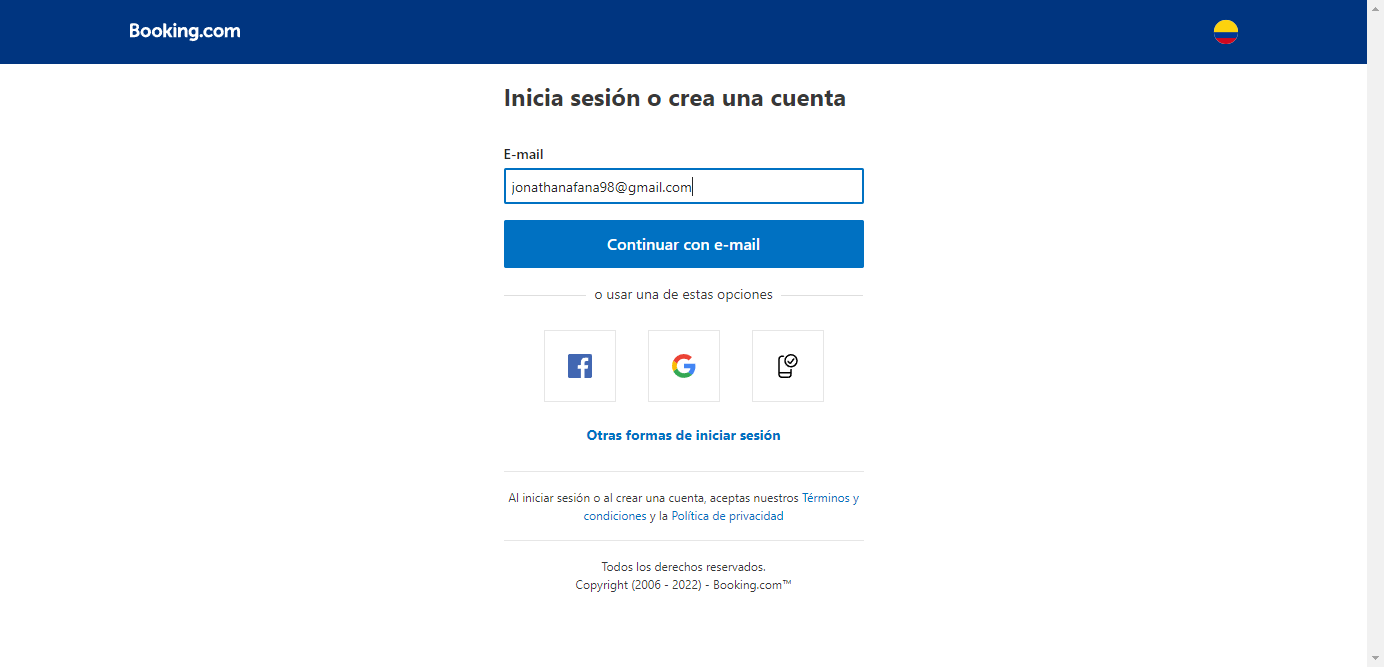 Booking.com
Inicia sesión o crea una cuenta
E-mail
jonathanafana98@gmail.com
Continuar con e-mail
o usar una de estas opciones
Otras formas de iniciar sesión
Al iniciar sesión o al crear una cuenta, aceptas nuestros Términos y
condiciones y la Política de privacidad
Todos los derechos reservados.
Copyright (2006 - 2022) - Booking.com™